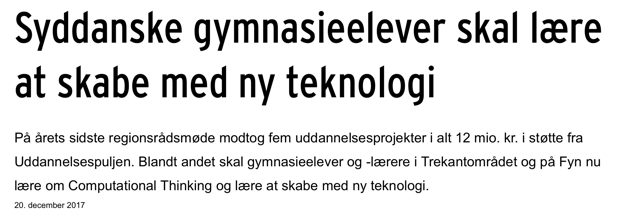 Syddanske gymnasieelever skal lære
at skabe med ny teknologi
På årets sidste regionsrådsmøde modtog fem uddannelsesprojekter i alt 12 mio. kr. i støtte fra
Uddannelsespuljen. Blandt andet skal gymnasieelever og -lærere i Trekantområdet og på Fyn nu
lære om Computational Thinking og lære at skabe med ny teknologi.
20. december 2017